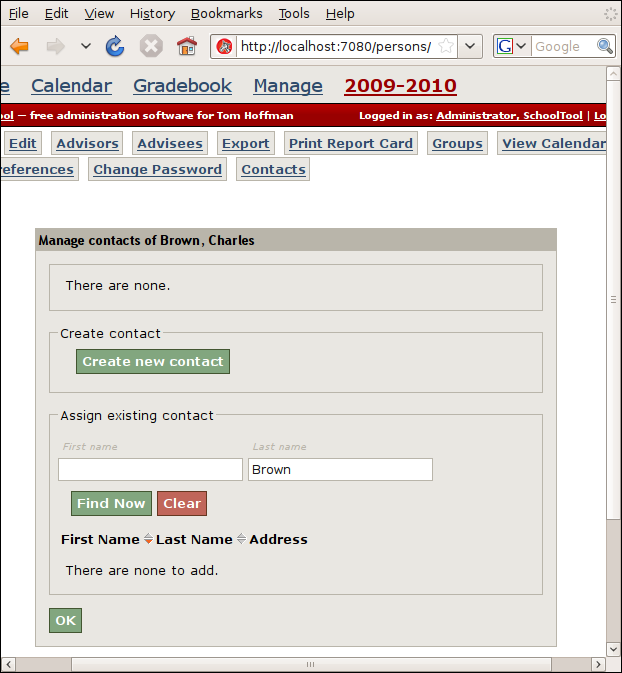 File Edit View History Bookmarks Tools Help
http://localhost:7080/persons/ G Google
e Calendar Gradebook Manage 2009-2010
ol — free administration software for Tom Hoffman Logged in as: Administrator, SchoolTool | Lo
Edit Advisors Advisees Export Print Report Card Groups View Calendar
references Change Password Contacts
Manage contacts of Brown, Charles
There are none.
Create contact
Create new contact
Assign existing contact
First name Last name
Brown
Find Now Clear
First Name Last Name Address
There are none to add.
OK